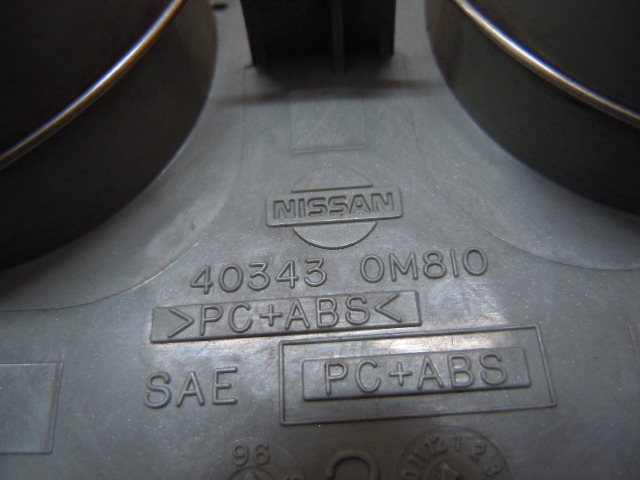 NISSAN
40343 0M810
>PC+ABS<
SAE PC+ABS
96